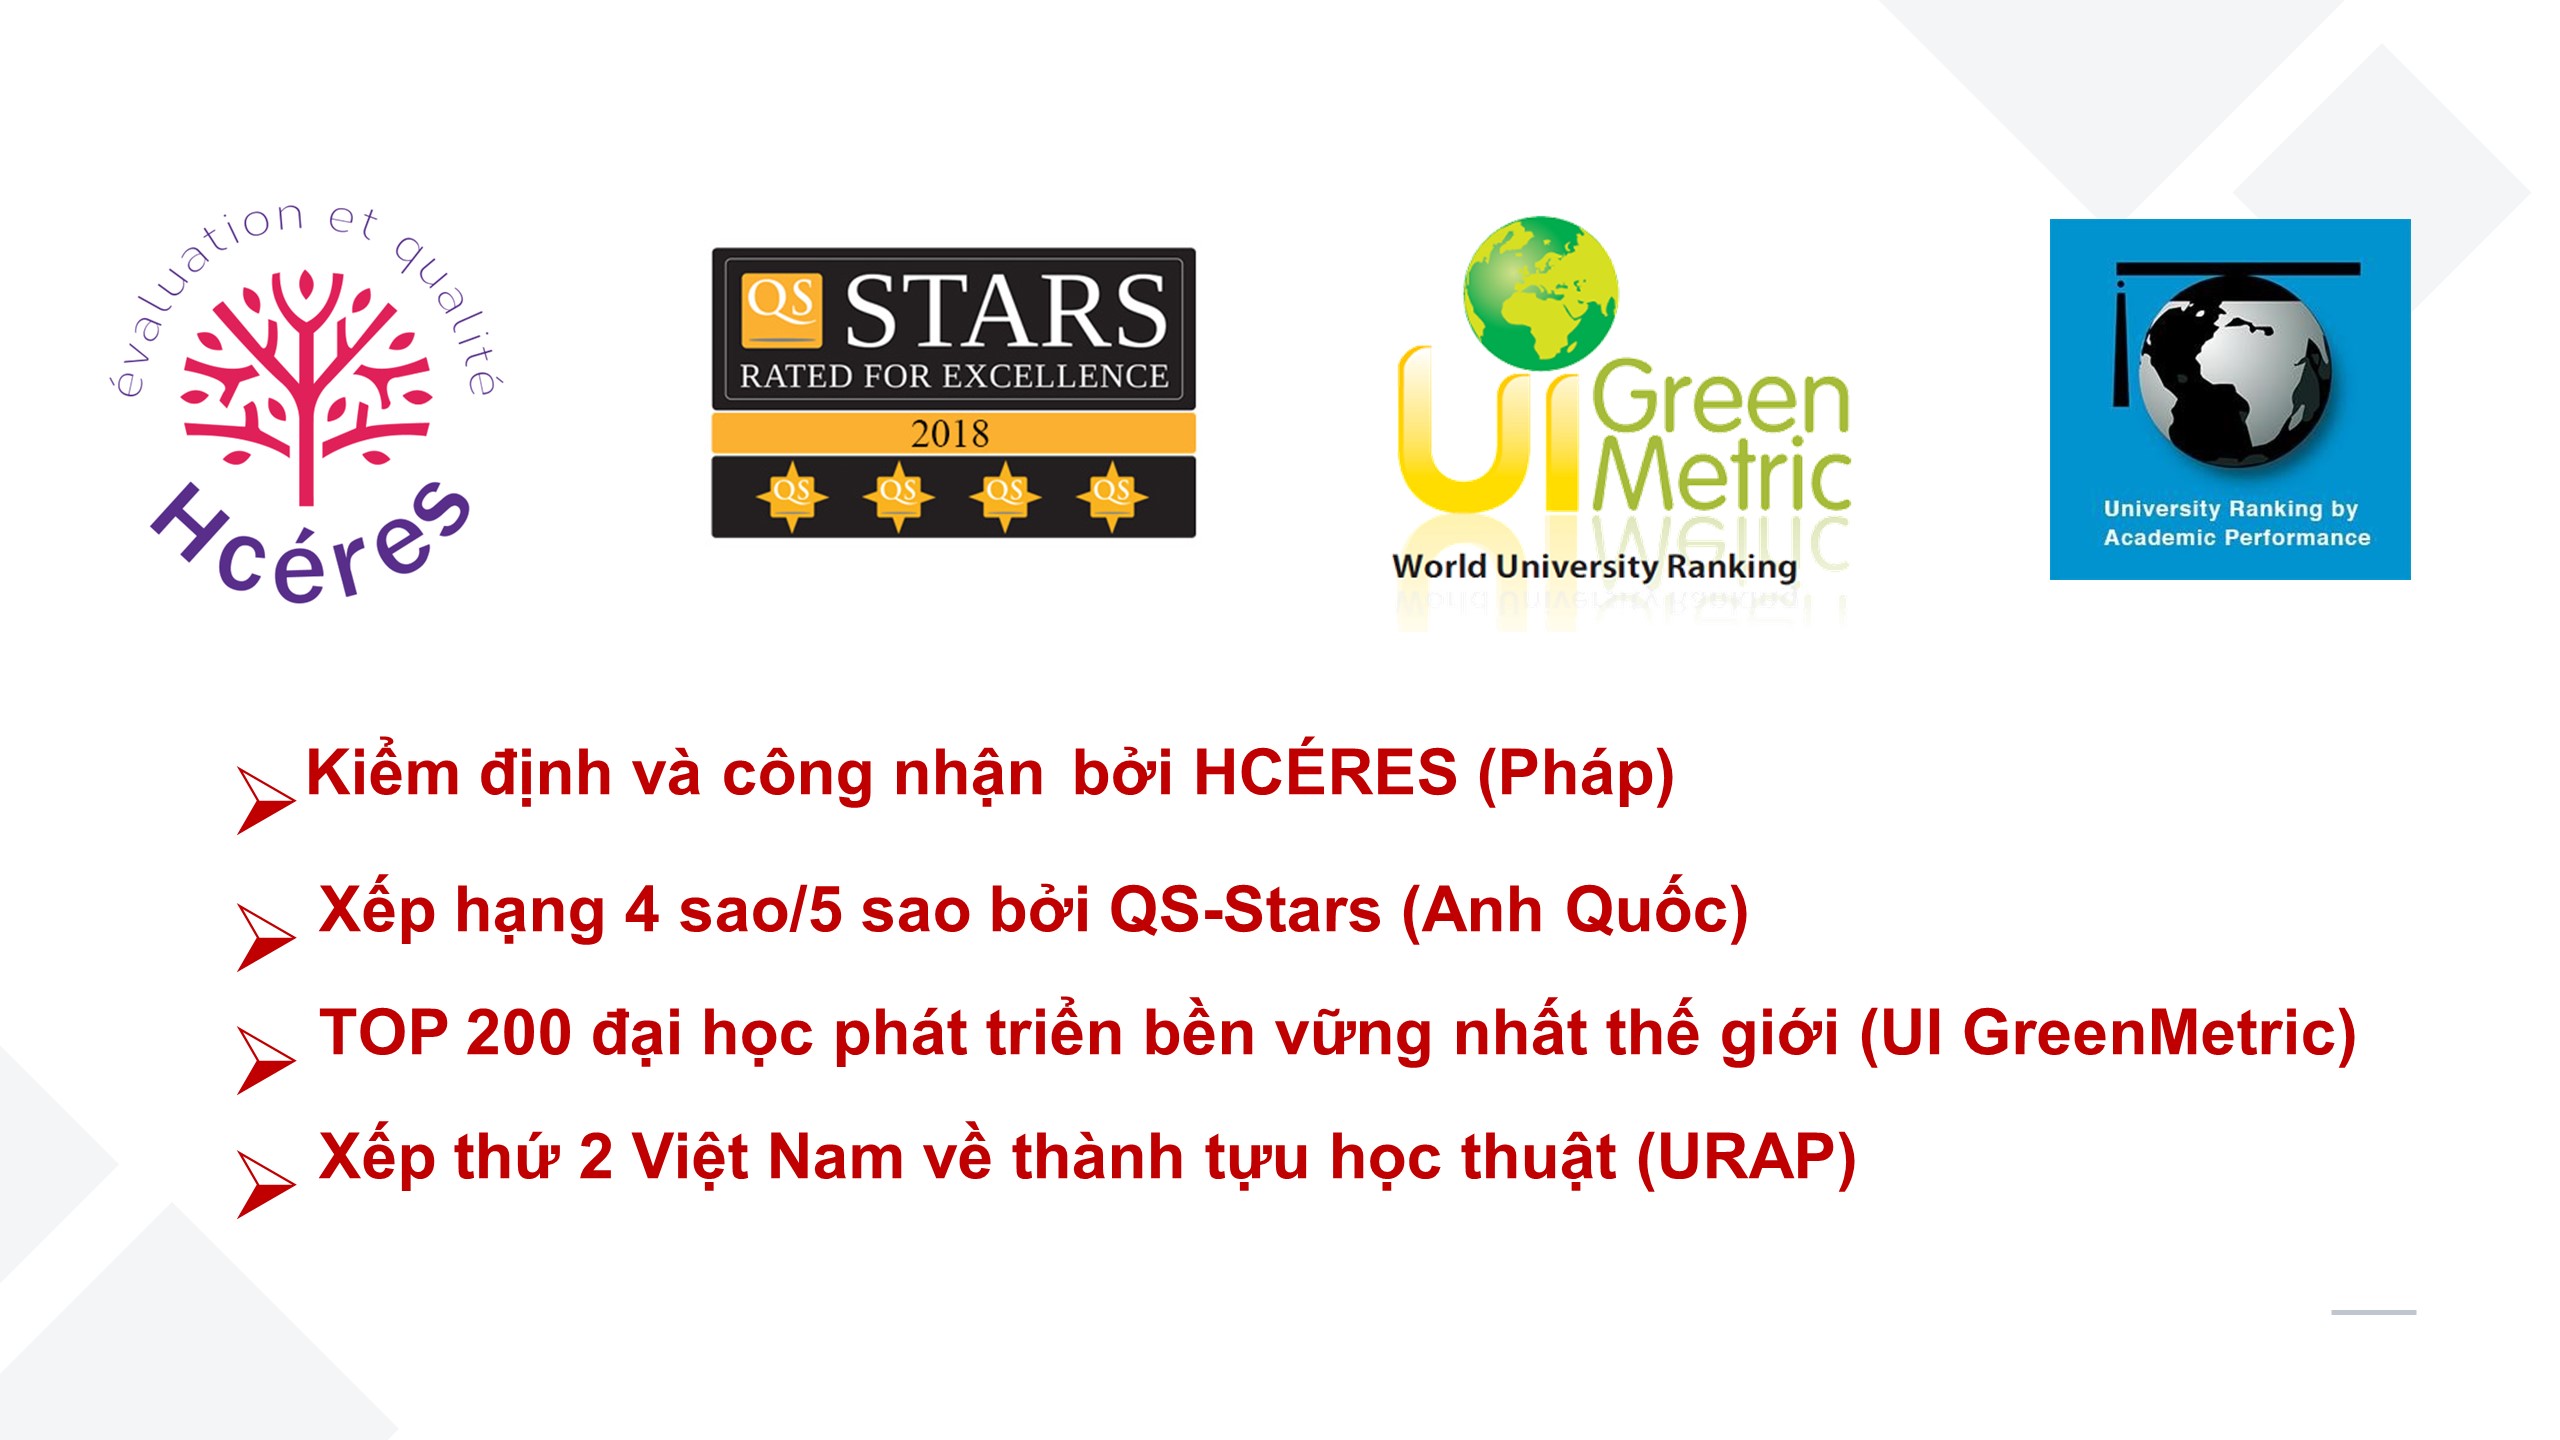 évaluation et qualité
Hcéres
QS STARS
RATED FOR EXCELLENCE
2018
QS QS QS QS
UI Green
Metric
World University Ranking
University Ranking by
Academic Performance
Kiểm định và công nhận bởi HCÉRES (Pháp)
Xếp hạng 4 sao/5 sao bởi QS-Stars (Anh Quốc)
TOP 200 đại học phát triển bền vững nhất thế giới (UI GreenMetric)
Xếp thứ 2 Việt Nam về thành tựu học thuật (URAP)